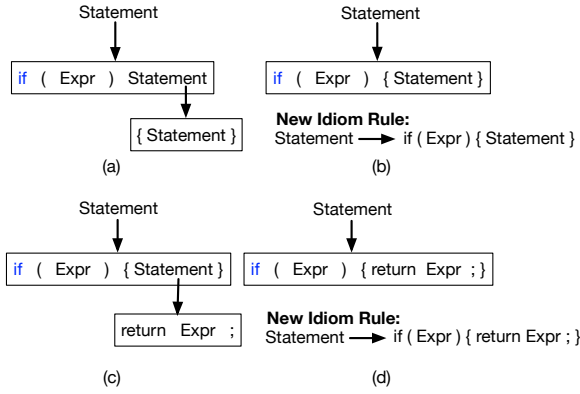 Statement
Statement
if ( Expr ) Statement
if ( Expr ) { Statement }
{ Statement }
New Idiom Rule:
Statement if ( Expr ) { Statement }
(a)
(b)
Statement
Statement
if ( Expr ) { Statement }
if ( Expr ) { return Expr ; }
return Expr ;
New Idiom Rule:
Statement if ( Expr ) { return Expr ; }
(c)
(d)